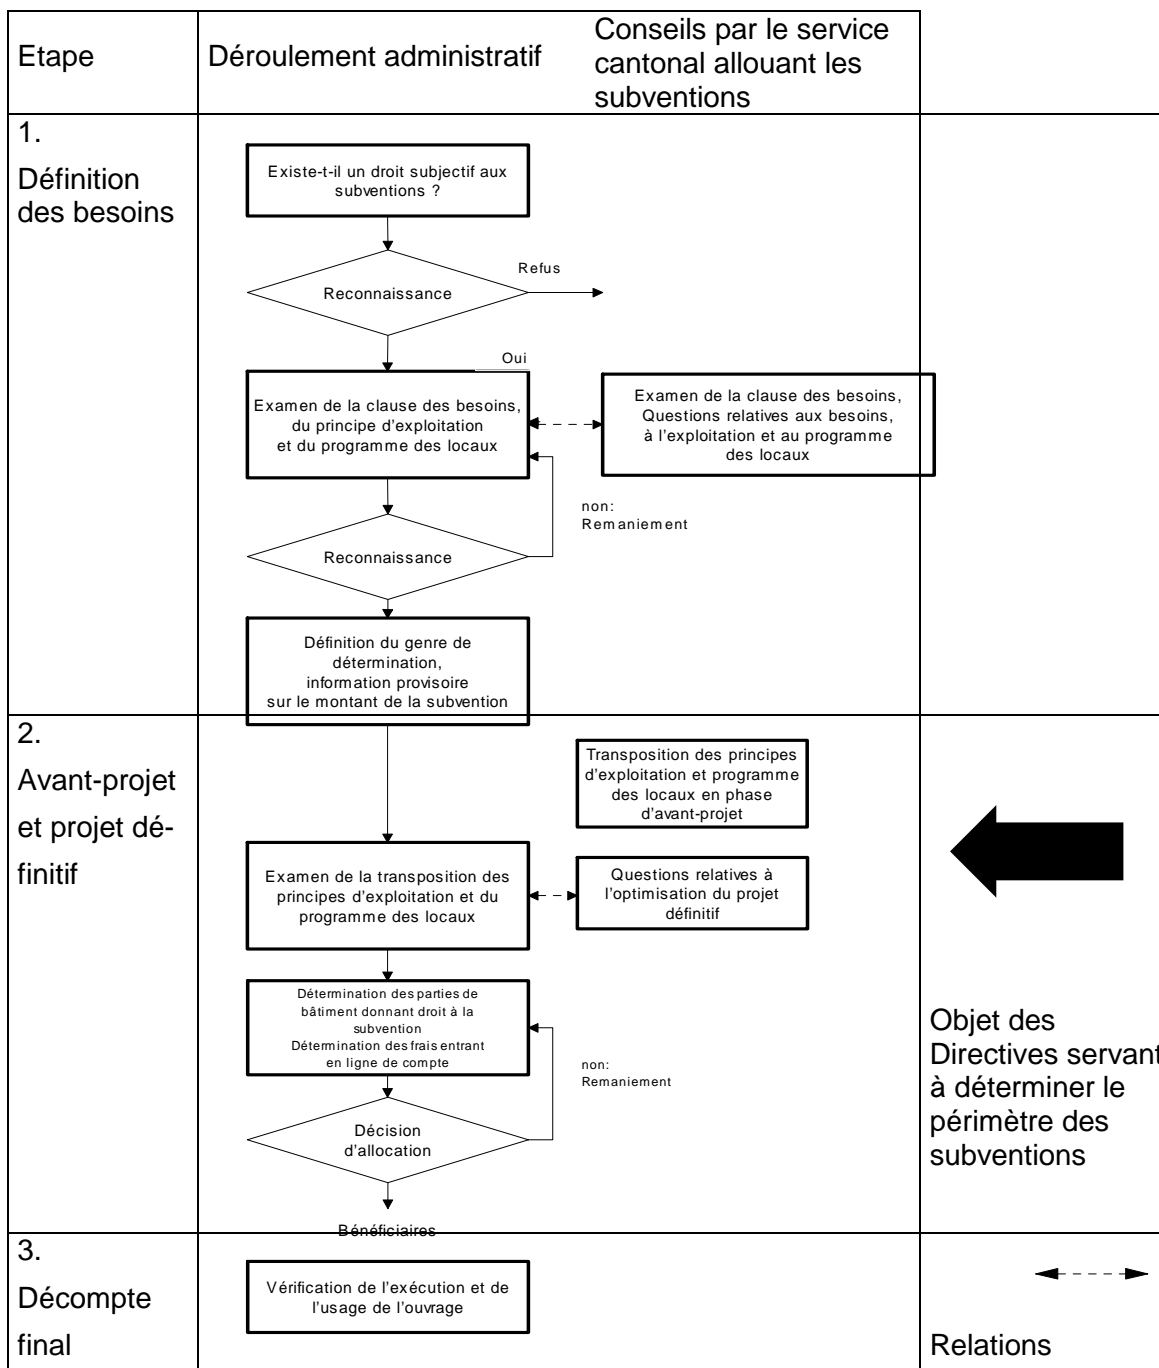 Etape
Déroulement administratif
Conseils par le service
cantonal allouant les
subventions
1.
Définition
des besoins
Existe-t-il un droit subjectif aux
subventions ?
Refus
Reconnaissance
Oui
Examen de la clause des besoins,
du principe d'exploitation
et du programme des locaux
Examen de la clause des besoins,
Questions relatives aux besoins,
à l'exploitation et au programme
des locaux
non:
Remaniement
Reconnaissance
Définition du genre de
détermination,
information provisoire
sur le montant de la subvention
2.
Avant-projet
et projet dé-
finitif
Transposition des principes
d'exploitation et programme
des locaux en phase
d'avant-projet
Examen de la transposition des
principes d'exploitation et du
programme des locaux
Questions relatives à
l'optimisation du projet
définitif
Détermination des parties de
bâtiment donnant droit à la
subvention
Détermination des frais entrant
en ligne de compte
non:
Remaniement
Décision
d'allocation
Bénéficiaires
Objet des
Directives servant
à déterminer le
périmètre des
subventions
3.
Décompte
final
Vérification de l'exécution et de
l'usage de l'ouvrage
Relations